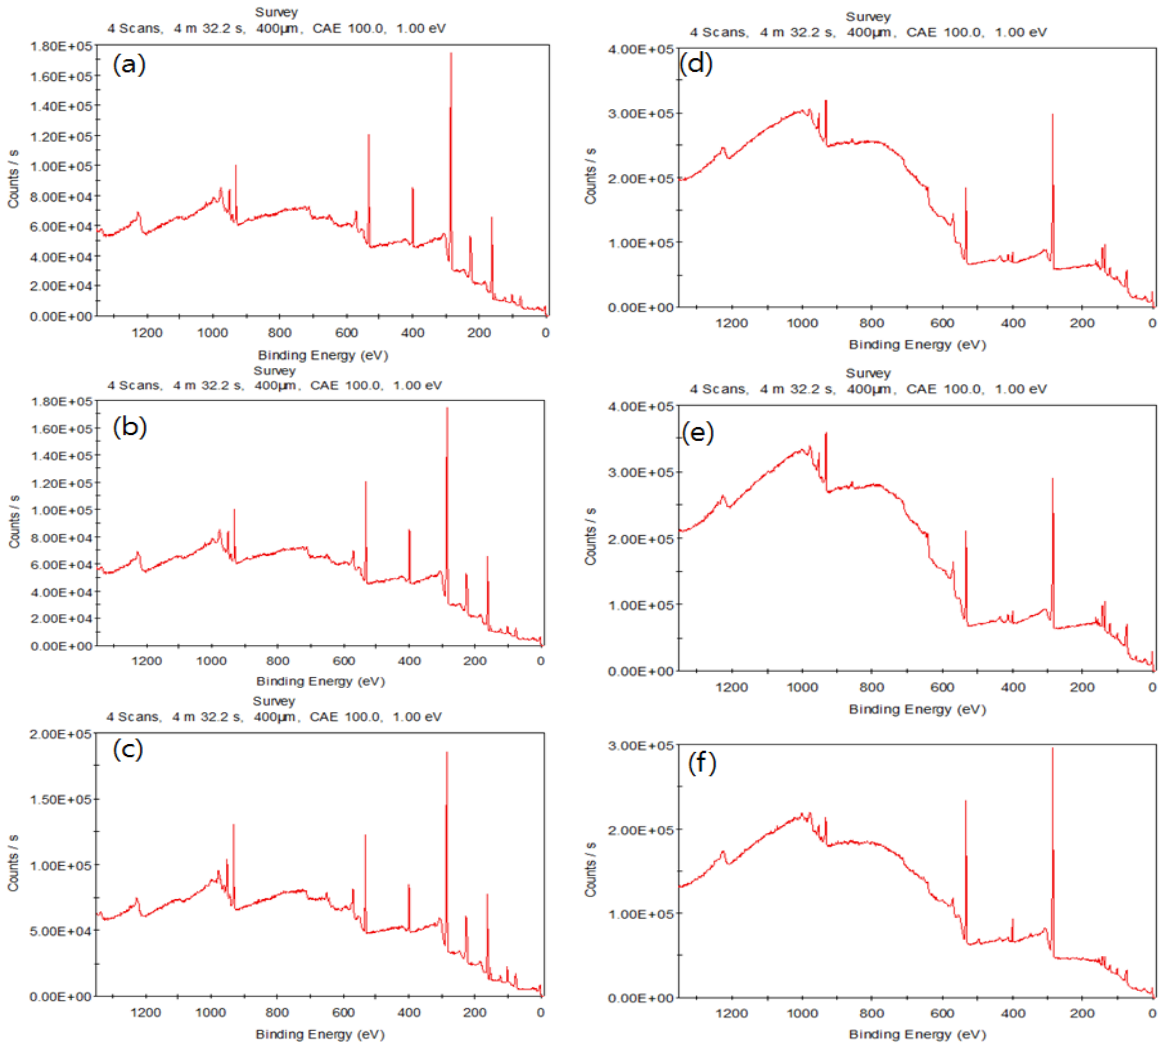 Survey
4 Scans, 4 m 32.2 s, 400µm, CAE 100.0, 1.00 eV
(a)
1.80E+05
1.60E+05
1.40E+05
1.20E+05
1.00E+05
8.00E+04
6.00E+04
4.00E+04
2.00E+04
0.00E+00
Counts / s
1200 1000 800 600 400 200 0
Binding Energy (eV)
Survey
4 Scans, 4 m 32.2 s, 400µm, CAE 100.0, 1.00 eV
(b)
1.80E+05
1.60E+05
1.40E+05
1.20E+05
1.00E+05
8.00E+04
6.00E+04
4.00E+04
2.00E+04
0.00E+00
Counts / s
1200 1000 800 600 400 200 0
Binding Energy (eV)
Survey
4 Scans, 4 m 32.2 s, 400µm, CAE 100.0, 1.00 eV
(c)
2.00E+05
1.50E+05
1.00E+05
5.00E+04
0.00E+00
Counts / s
1200 1000 800 600 400 200 0
Binding Energy (eV)
Survey
4 Scans, 4 m 32.2 s, 400µm, CAE 100.0, 1.00 eV
(d)
4.00E+05
3.00E+05
2.00E+05
1.00E+05
0.00E+00
Counts / s
1200 1000 800 600 400 200 0
Binding Energy (eV)
Survey
4 Scans, 4 m 32.2 s, 400µm, CAE 100.0, 1.00 eV
(e)
4.00E+05
3.00E+05
2.00E+05
1.00E+05
0.00E+00
Counts / s
1200 1000 800 600 400 200 0
Binding Energy (eV)
(f)
3.00E+05
2.00E+05
1.00E+05
0.00E+00
Counts / s
1200 1000 800 600 400 200 0
Binding Energy (eV)